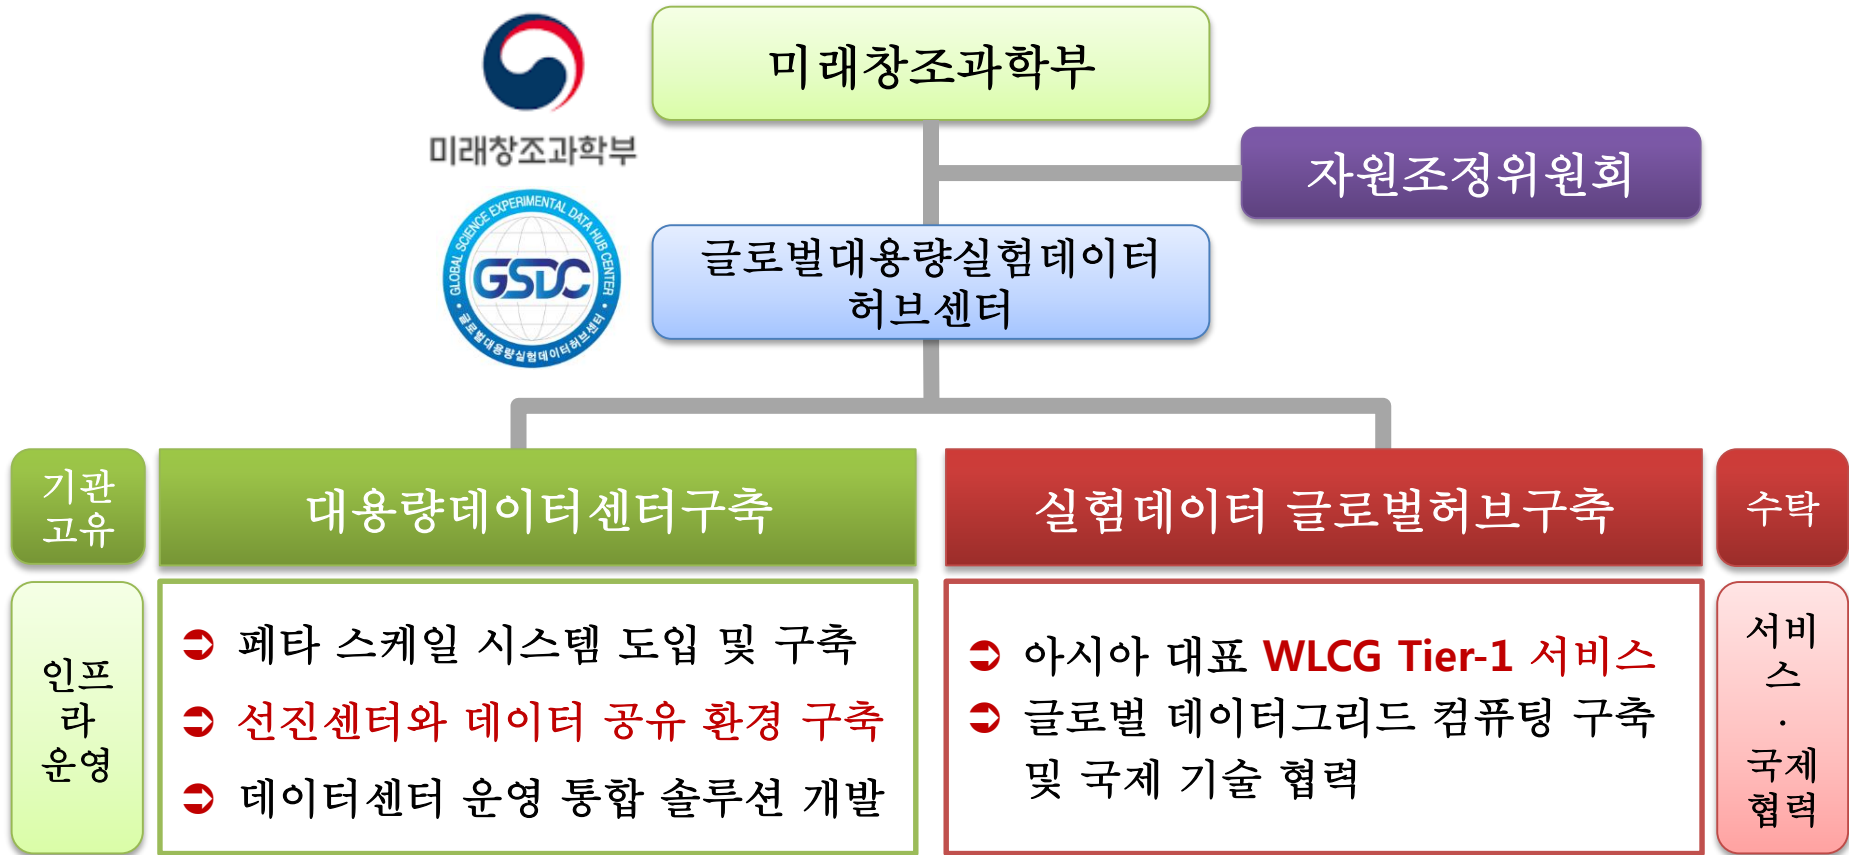 미래창조과학부
미래창조과학부
자원조정위원회
GLOBAL SCIENCE EXPERIMENTAL DATA HUB CENTER
GSDC
글로벌대용량실험데이터허브센터
글로벌대용량실험데이터
허브센터
기관
고유
대용량데이터센터구축
실험데이터 글로벌허브구축
수탁
인프
라
운영
페타 스케일 시스템 도입 및 구축
선진센터와 데이터 공유 환경 구축
데이터센터 운영 통합 솔루션 개발
아시아 대표 WLCG Tier-1 서비스
글로벌 데이터그리드 컴퓨팅 구축
및 국제 기술 협력
서비
스
·
국제
협력